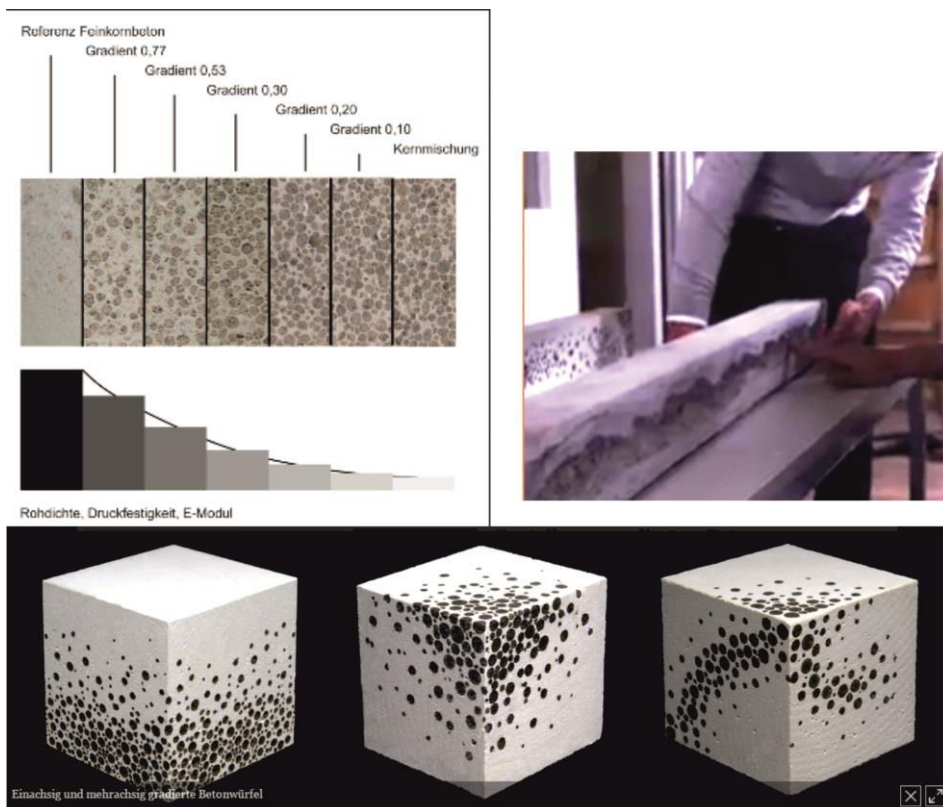 Referenz Feinkornbeton
Gradient 0,77
Gradient 0,53
Gradient 0,30
Gradient 0,20
Gradient 0,10
Kernmischung
Rohdichte, Druckfestigkeit, E-Modul
Einachsig und mehrachsig gradierte Betonwürfel